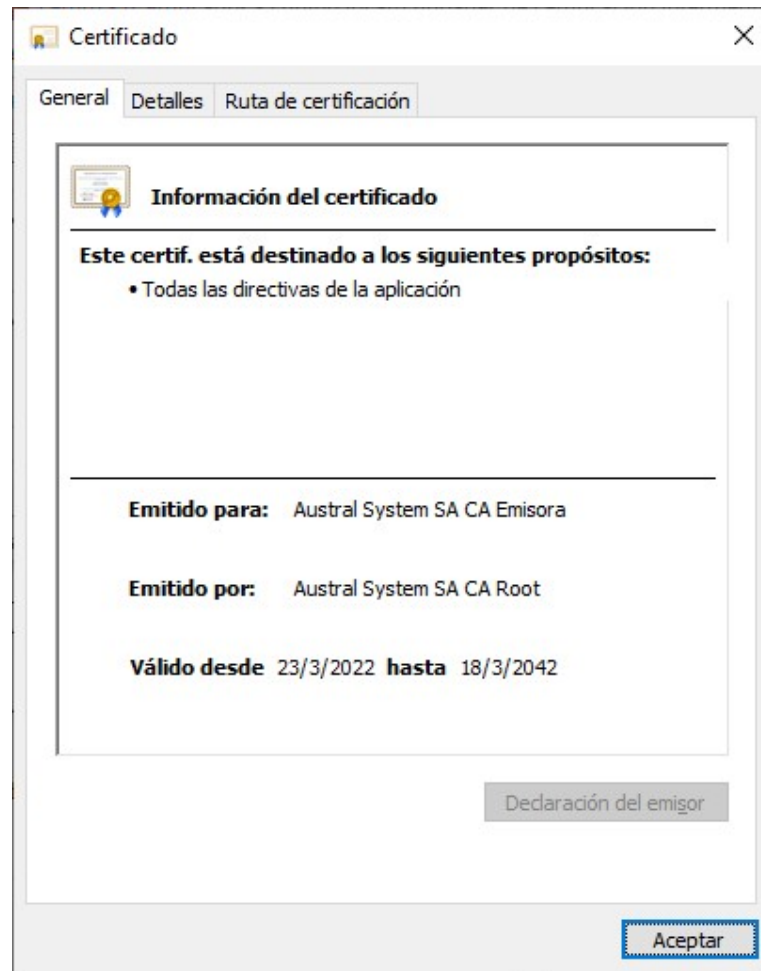 Certificado
General Detalles Ruta de certificación
Información del certificado
Este certif. está destinado a los siguientes propósitos:
• Todas las directivas de la aplicación
Emitido para: Austral System SA CA Emisora
Emitido por: Austral System SA CA Root
Válido desde 23/3/2022 hasta 18/3/2042
Declaración del emisor
Aceptar